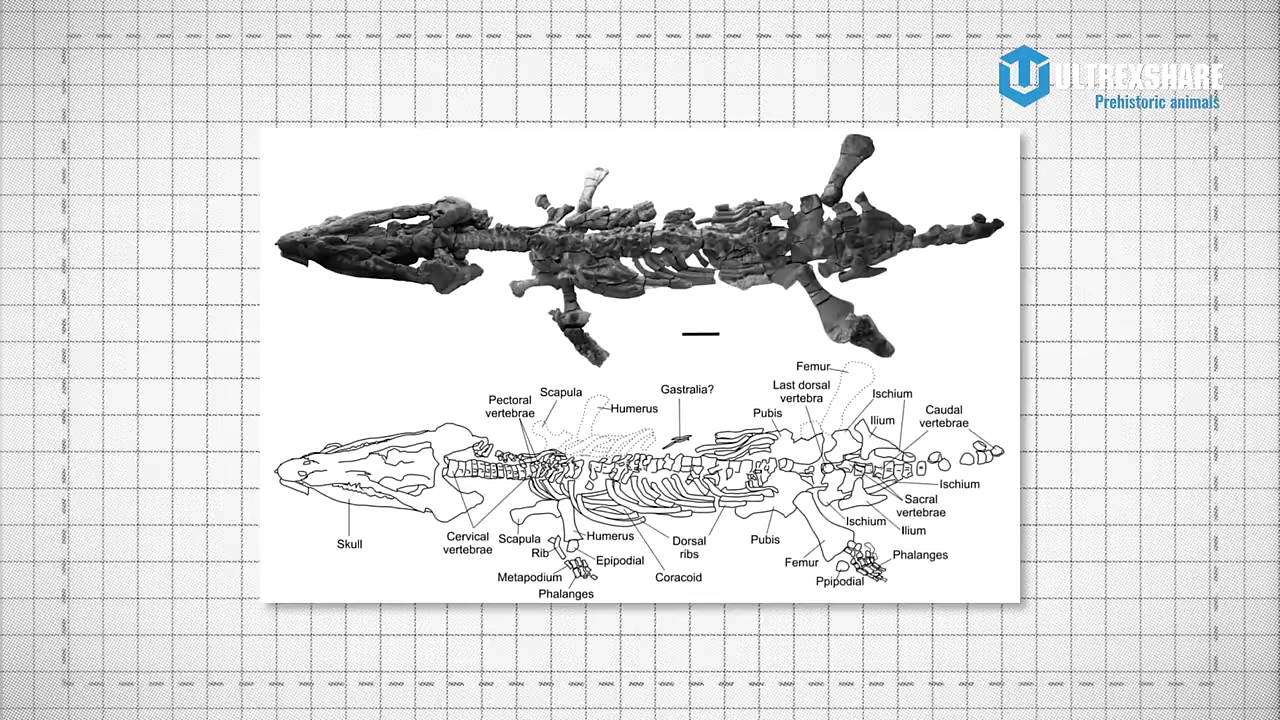 ULTREXSHARE
Prehistoric animals
Femur
Last dorsal
vertebra
Ischium
Scapula
Gastralia?
Pectoral
vertebrae
Humerus
Pubis
Ilium
Caudal
vertebrae
Ischium
Sacral
vertebrae
Ischium
Ilium
Skull
Cervical
vertebrae
Scapula
Humerus
Dorsal
ribs
Pubis
Rib
Epipodial
Femur
Phalanges
Metapodium
Coracoid
Ppipodial
Phalanges